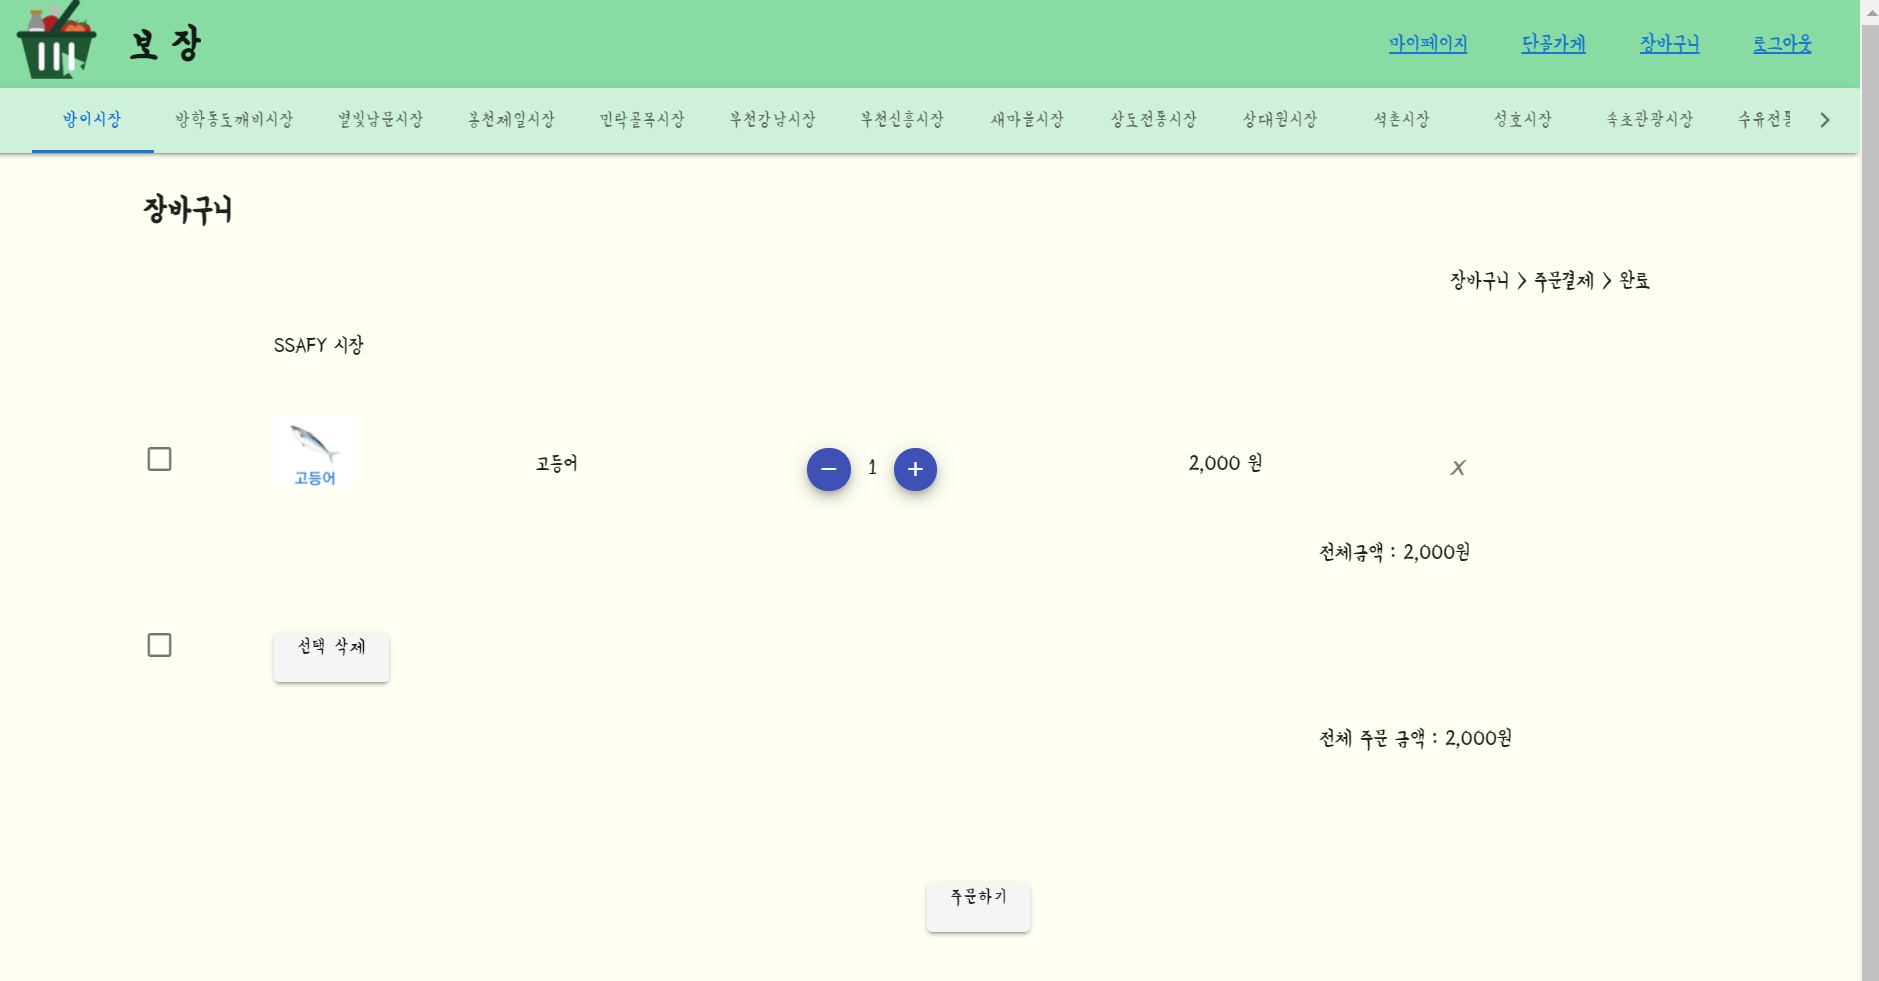 보 장
마이페이지 단골가게 장바구니 로그아웃
방이시장 방학동도깨비시장 별빛남문시장 봉천제일시장 민락골목시장 부천강남시장 부천신흥시장 새마을시장 상도전통시장 상대원시장 석촌시장 성호시장 속초관광시장 수유전통
장바구니
장바구니 > 주문결제 > 완료
SSAFY 시장
고등어
고등어 − 1 + 2,000 원 X
전체금액 : 2,000원
선택 삭제
전체 주문 금액 : 2,000원
주문하기